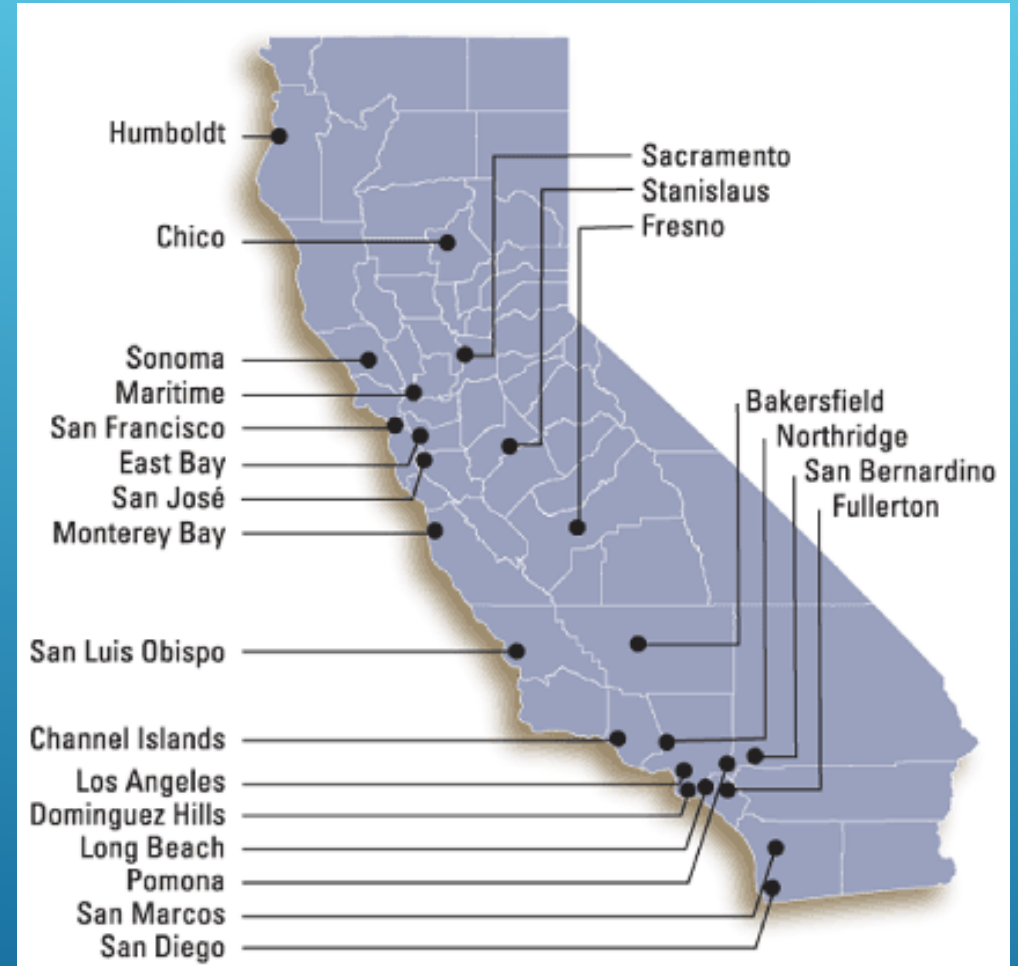 Humboldt
Chico
Sonoma
Maritime
San Francisco
East Bay
San José
Monterey Bay
San Luis Obispo
Channel Islands
Los Angeles
Dominguez Hills
Long Beach
Pomona
San Marcos
San Diego
Sacramento
Stanislaus
Fresno
Bakersfield
Northridge
San Bernardino
Fullerton